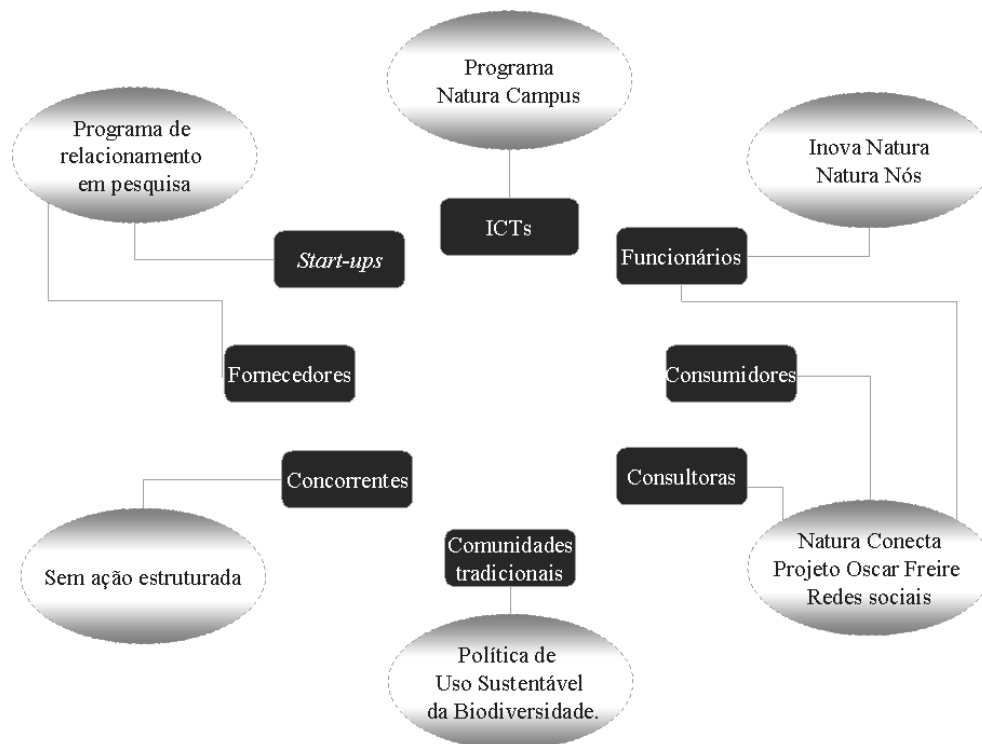 Programa
Natura Campus
Programa de
relacionamento
em pesquisa
Inova Natura
Natura Nós
ICTs
Start-ups
Funcionários
Fornecedores
Consumidores
Concorrentes
Consultoras
Comunidades
tradicionais
Sem ação estruturada
Natura Conecta
Projeto Oscar Freire
Redes sociais
Política de
Uso Sustentável
da Biodiversidade.